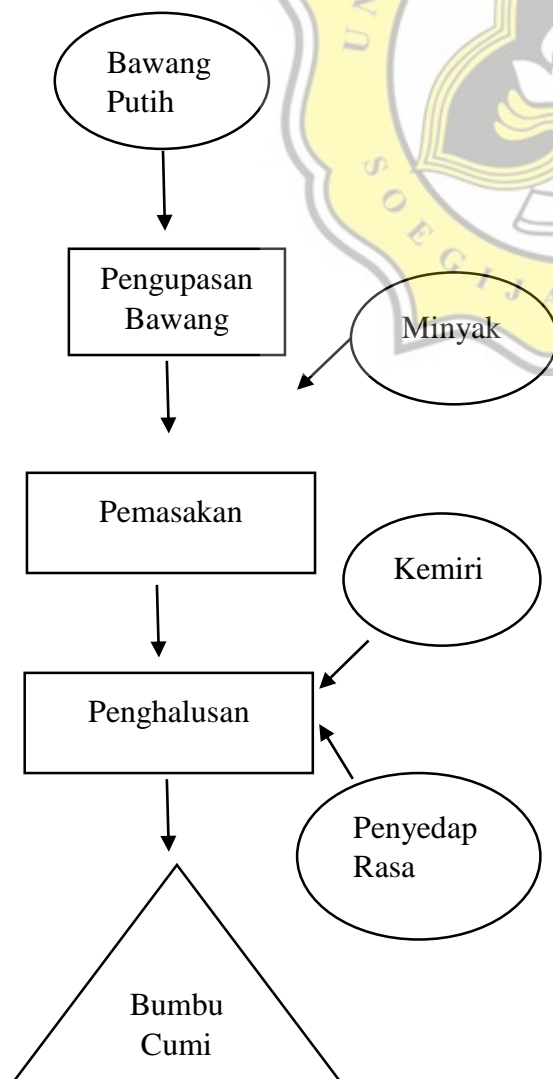 Bawang
Putih
Pengupasan
Bawang
Minyak
Pemasakan
Kemiri
Penghalusan
Penyedap
Rasa
Bumbu
Cumi